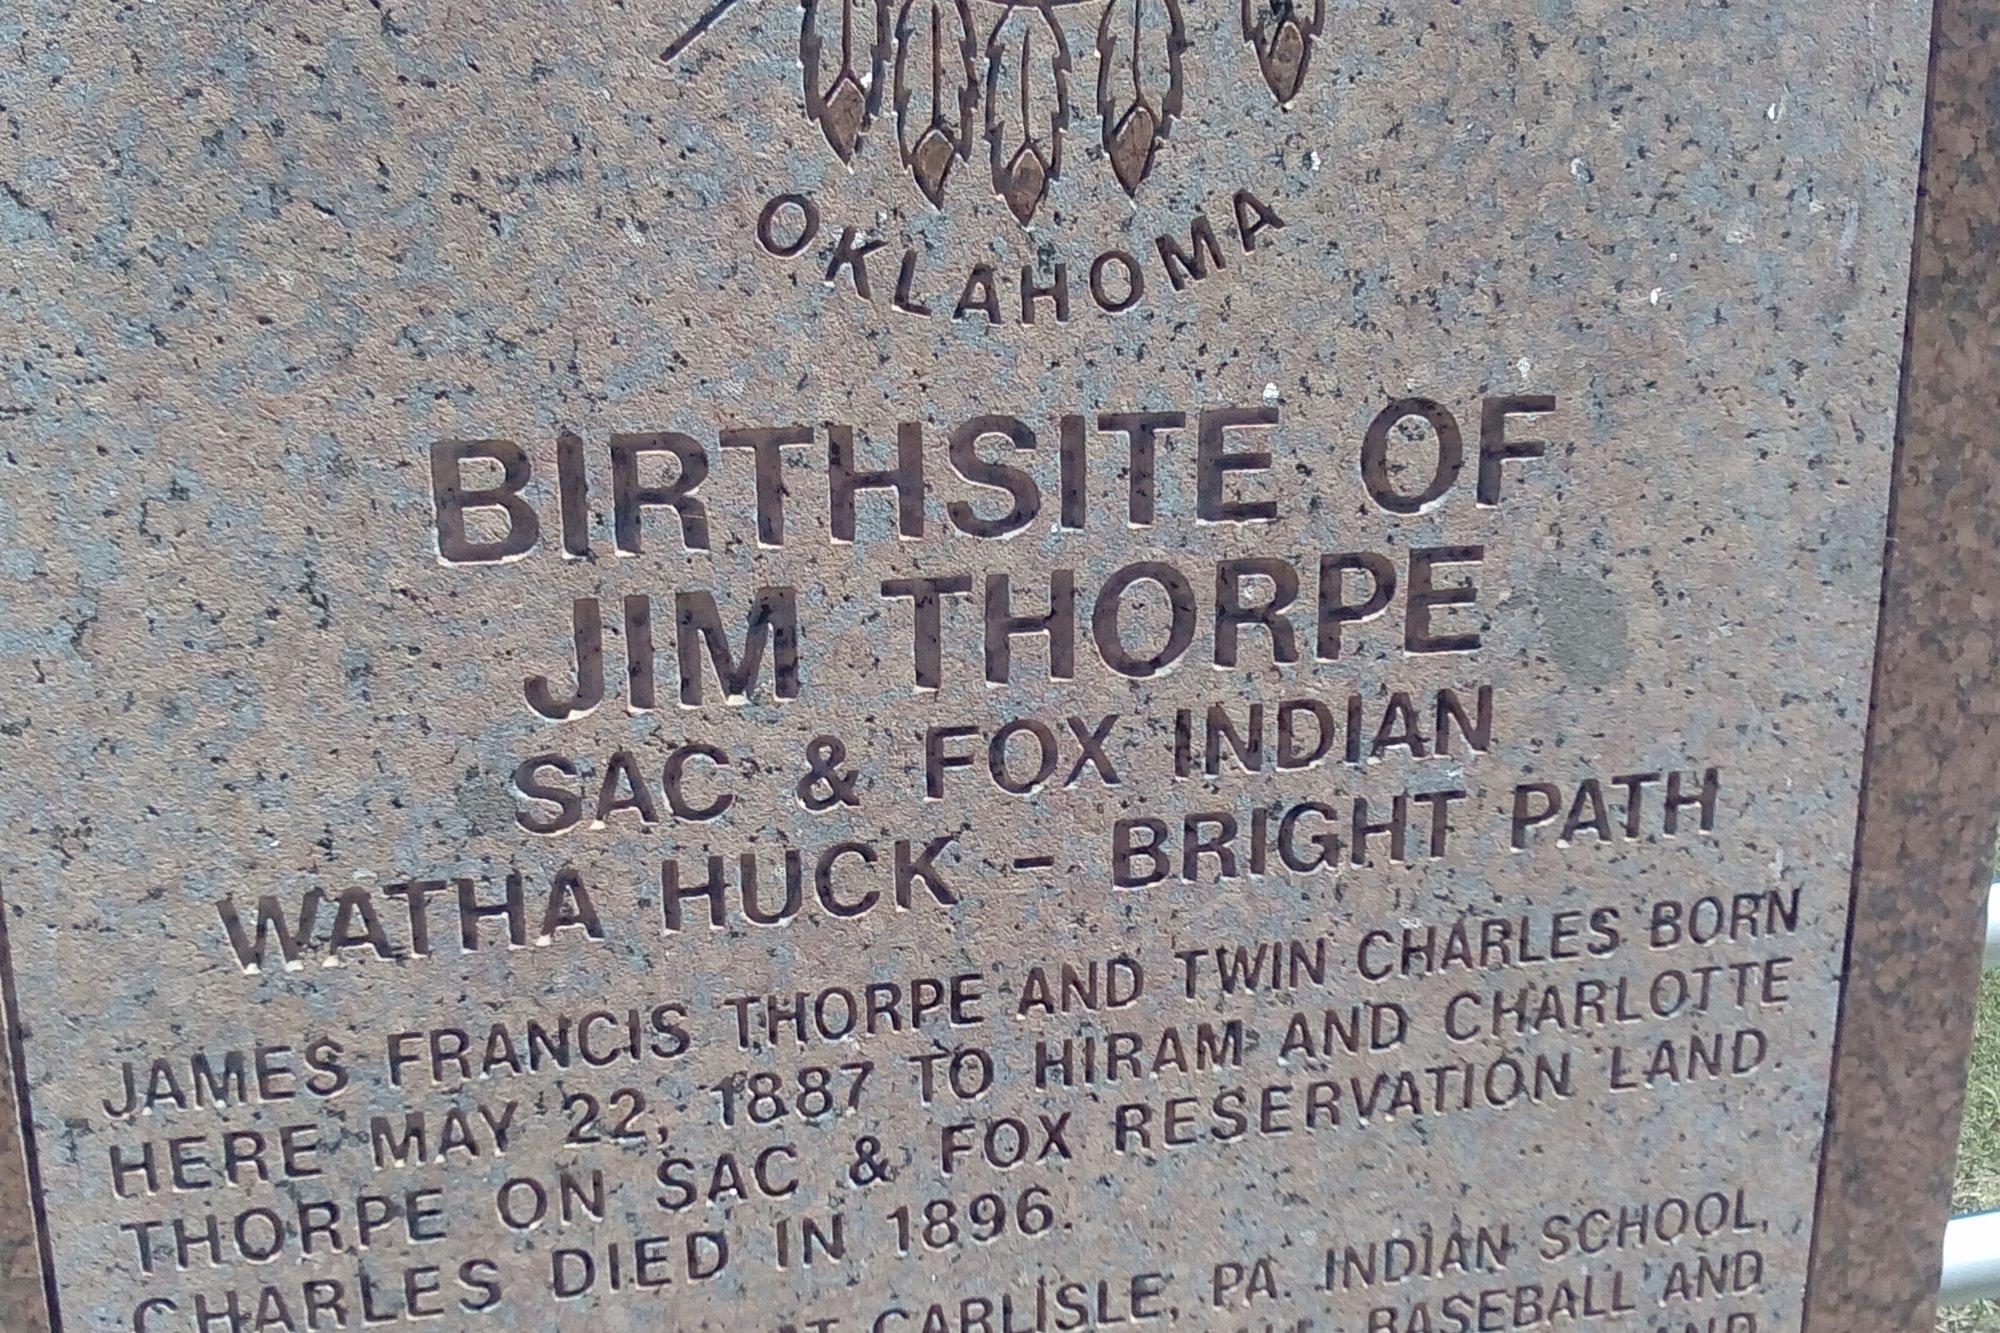 OKLAHOMA
BIRTHSITE OF
JIM THORPE
SAC & FOX INDIAN
WATHA HUCK - BRIGHT PATH
JAMES FRANCIS THORPE AND TWIN CHARLES BORN
HERE MAY 22, 1887 TO HIRAM AND CHARLOTTE
THORPE ON SAC & FOX RESERVATION LAND.
CHARLES DIED IN 1896.
AT CARLISLE, PA. INDIAN SCHOOL,
BASEBALL AND
AND